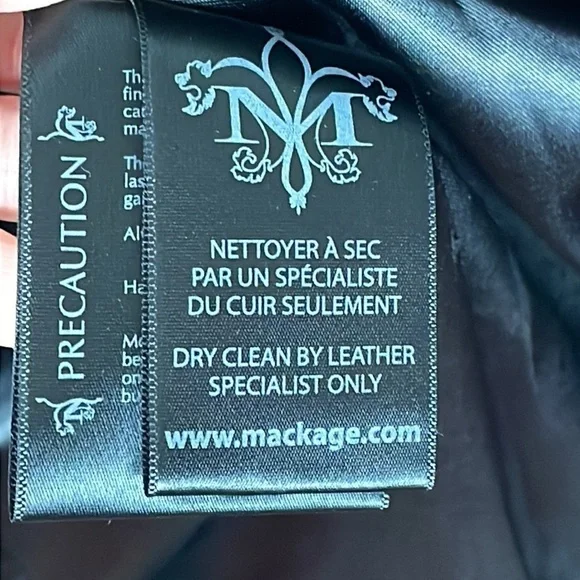 PRECAUTION
M
NETTOYER À SEC
PAR UN SPÉCIALISTE
DU CUIR SEULEMENT
DRY CLEAN BY LEATHER
SPECIALIST ONLY
www.mackage.com